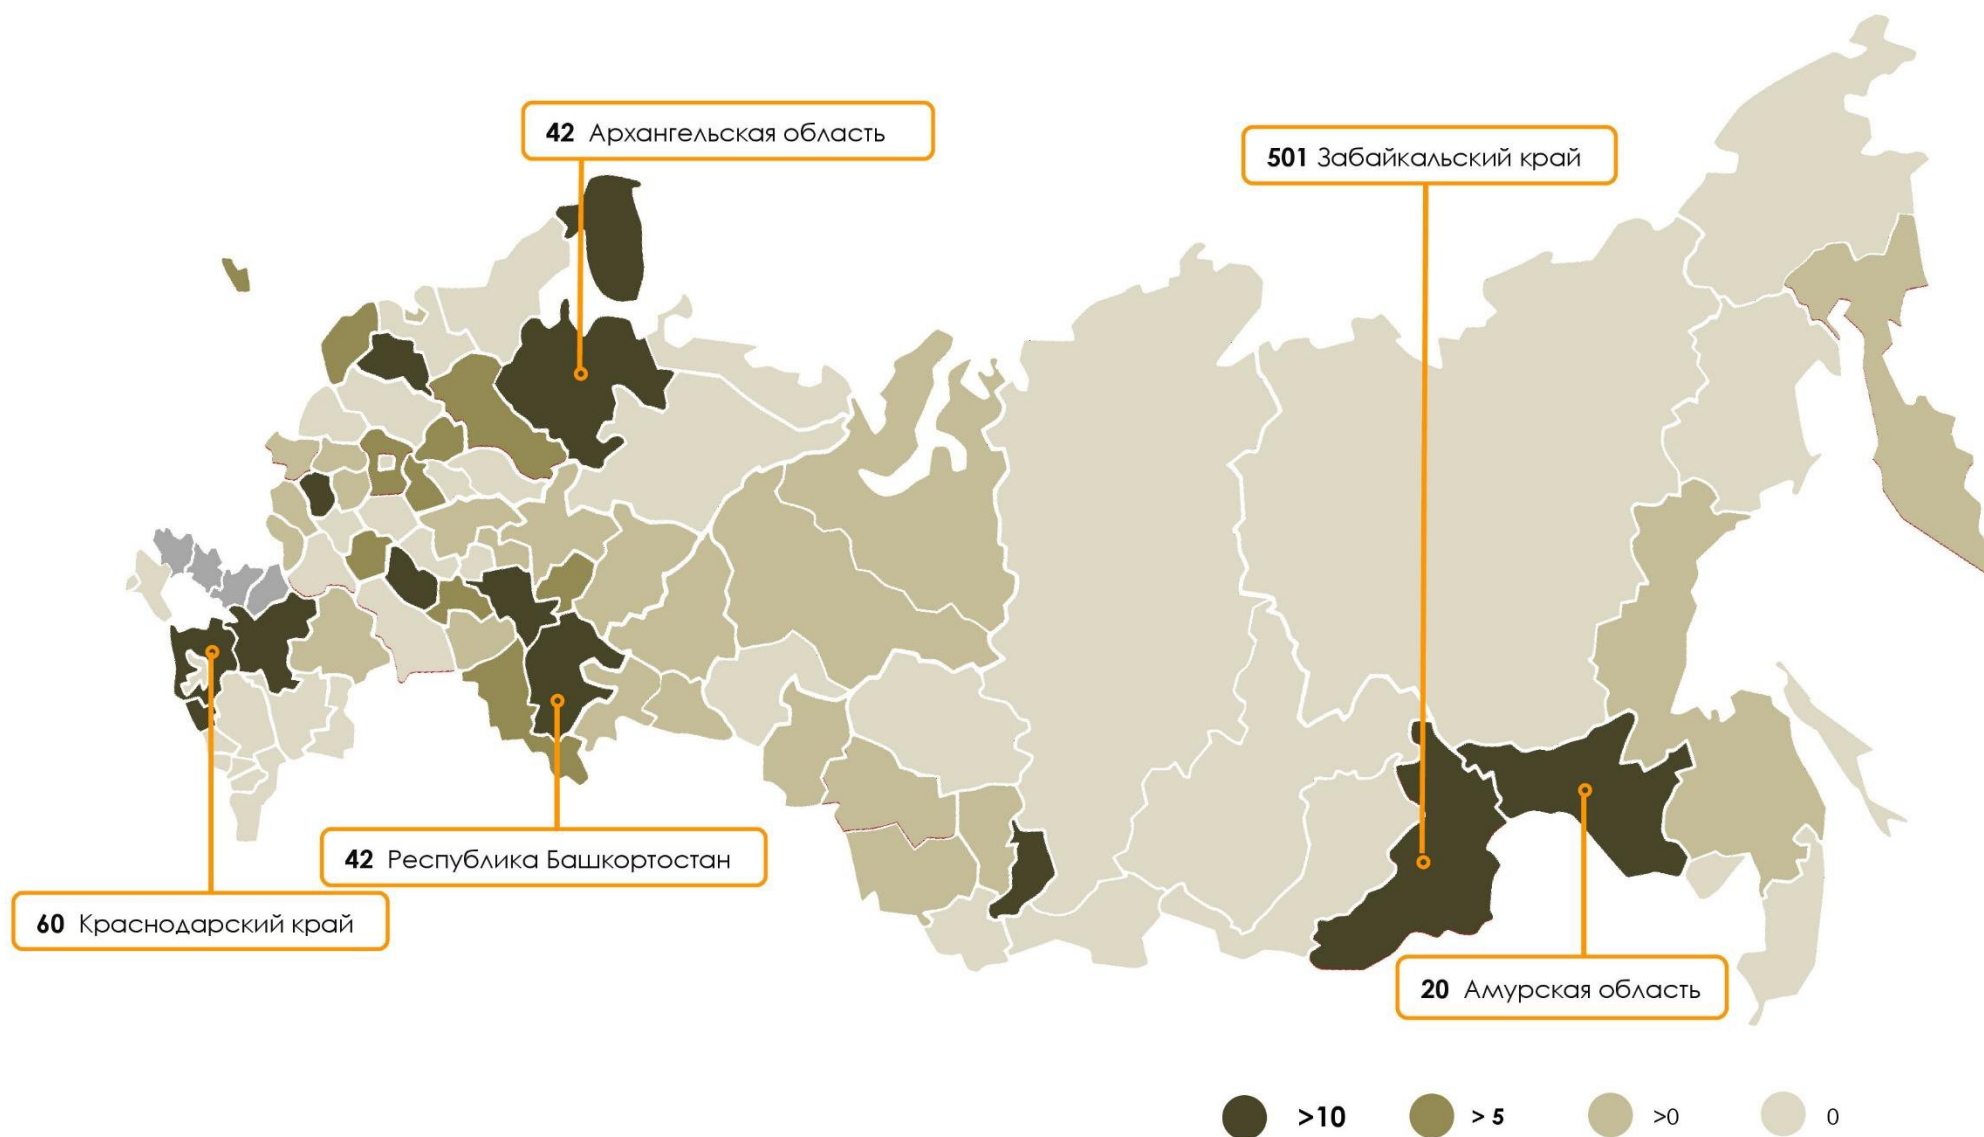 42 Архангельская область
501 Забайкальский край
42 Республика Башкортостан
60 Краснодарский край
20 Амурская область
>10
> 5
>0
0